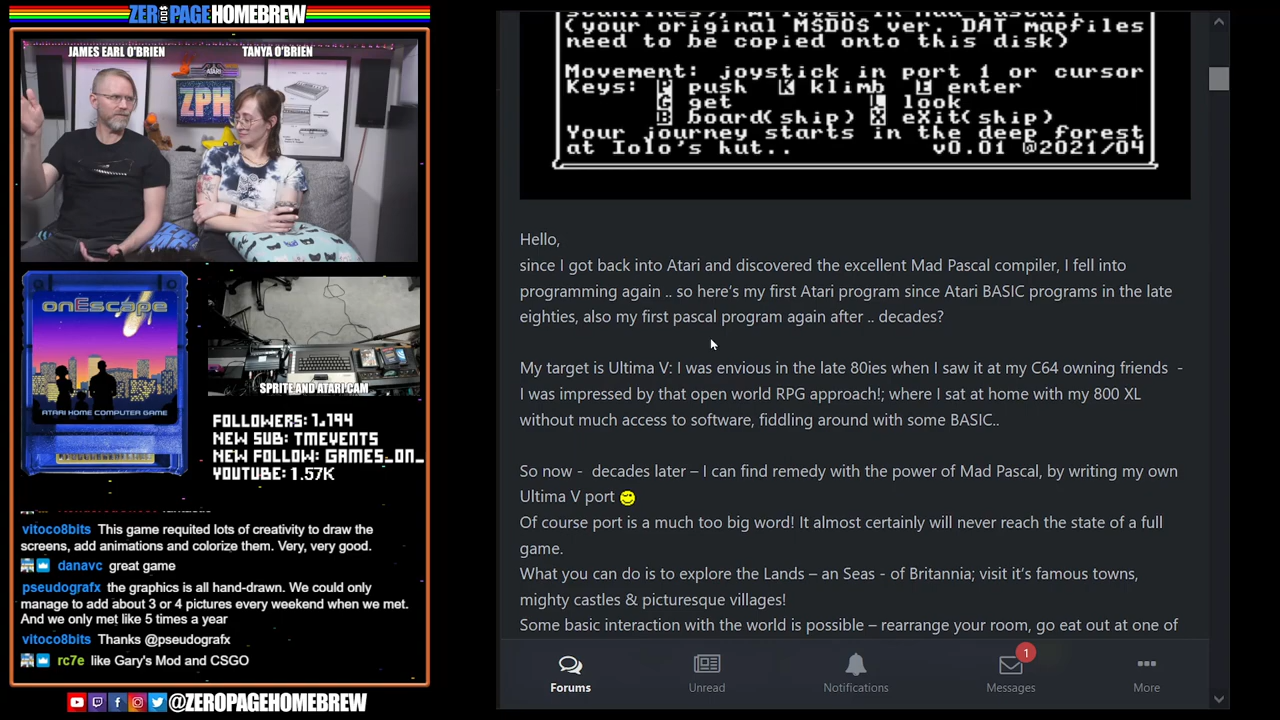 ZEROPAGEHOMEBREW
JAMES EARL O'BRIEN
TANYA O'BRIEN
ATARI
ZPH
onEscape
ATARI HOME COMPUTER GAME
SPRITE AND ATARI CAM
FOLLOWERS: 1,194
NEW SUB: TMEVENTS
NEW FOLLOW: GAMES_ON_
YOUTUBE: 1.57K
vitoco8bits This game requited lots of creativity to draw the
screens, add animations and colorize them. Very, very good.
danavc great game
pseudografx the graphics is all hand-drawn. We could only
manage to add about 3 or 4 pictures every weekend when we met.
And we only met like 5 times a year
vitoco8bits Thanks @pseudografx
rc7e like Gary's Mod and CSGO
@ZEROPAGEHOMEBREW
(your original MSDOS ver. DAT mapfiles
need to be copied onto this disk)
Movement: joystick in port 1 or cursor
Keys: P push K klimb E enter
G get L look
B board(ship) X eXit(ship)
Your journey starts in the deep forest
at Iolo's hut.. v0.01 @2021/04
Hello,
since I got back into Atari and discovered the excellent Mad Pascal compiler, I fell into
programming again .. so here's my first Atari program since Atari BASIC programs in the late
eighties, also my first pascal program again after .. decades?
My target is Ultima V: I was envious in the late 80ies when I saw it at my C64 owning friends -
I was impressed by that open world RPG approach!; where I sat at home with my 800 XL
without much access to software, fiddling around with some BASIC..
So now - decades later – I can find remedy with the power of Mad Pascal, by writing my own
Ultima V port
Of course port is a much too big word! It almost certainly will never reach the state of a full
game.
What you can do is to explore the Lands – an Seas - of Britannia; visit it's famous towns,
mighty castles & picturesque villages!
Some basic interaction with the world is possible – rearrange your room, go eat out at one of
1
Forums
Unread
Notifications
Messages
More